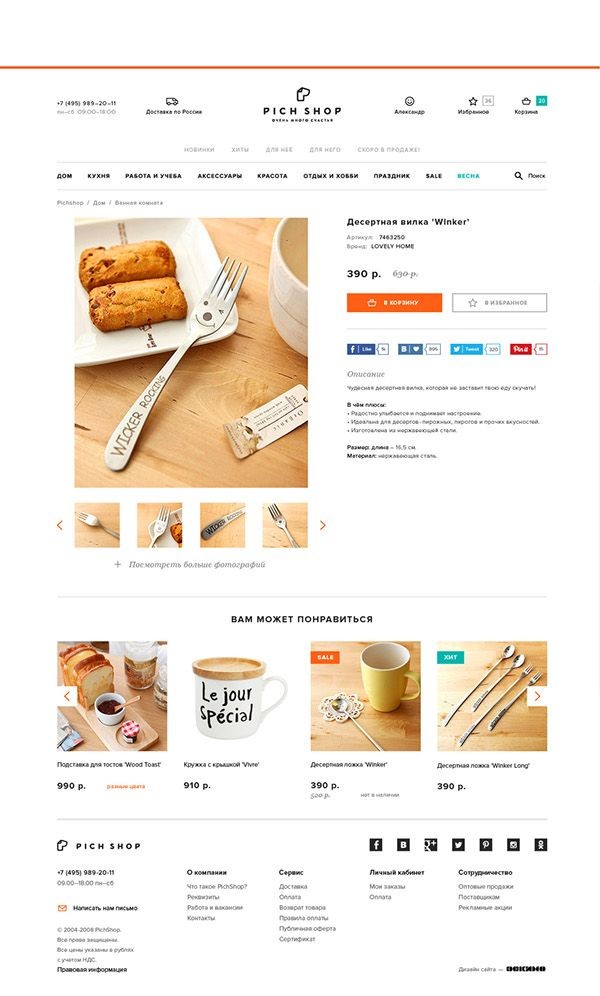 +7 (495) 989-20-11
пн-сб 09:00-18:00
Доставка по России
PICH SHOP
ОЧЕНЬ МНОГО СЧАСТЬЯ
Александр
Избранное 26
Корзина 20
НОВИНКИ ХИТЫ ДЛЯ НЕЁ ДЛЯ НЕГО СКОРО В ПРОДАЖЕ!
ДОМ КУХНЯ РАБОТА И УЧЕБА АКСЕССУАРЫ КРАСОТА ОТДЫХ И ХОББИ ПРАЗДНИК SALE ВЕСНА Поиск
Pichshop / Дом / Ванная комната
Десертная вилка 'Winker'
Артикул: 7463250
Бренд: LOVELY HOME
390 р. 630 р.
В КОРЗИНУ В ИЗБРАННОЕ
Like 5 895 Tweet 320 Pin it 15
Описание
Чудесная десертная вилка, которая не заставит твою еду скучать!
В чём плюсы:
• Радостно улыбается и поднимает настроение.
• Идеальна для десертов-пирожных, пирогов и прочих вкусностей.
• Изготовлена из нержавеющей стали.
Размер: длина – 16,5 см.
Материал: нержавеющая сталь.
WICKER ROCKING
ORGANIC
WICKER ROCKING
+ Посмотреть больше фотографий
ВАМ МОЖЕТ ПОНРАВИТЬСЯ
SALE
ХИТ
Le jour
spécial
Подставка для тостов 'Wood Toast'
990 р. разные цвета
Кружка с крышкой 'Vivre'
910 р.
Десертная ложка 'Winker'
390 р.
520 р. нет в наличии
Десертная ложка 'Winker Long'
390 р.
PICH SHOP
+7 (495) 989-20-11
09:00-18:00 пн-сб
Написать нам письмо
© 2004-2008 PichShop.
Все права защищены.
Все цены указаны в рублях
с учетом НДС.
Правовая информация
О компании
Что такое PichShop?
Реквизиты
Работа и вакансии
Контакты
Сервис
Доставка
Оплата
Возврат товара
Правила оплаты
Публичная оферта
Сертификат
Личный кабинет
Мои заказы
Оплата
Сотрудничество
Оптовые продажи
Поставщикам
Рекламные акции
Дизайн сайта —